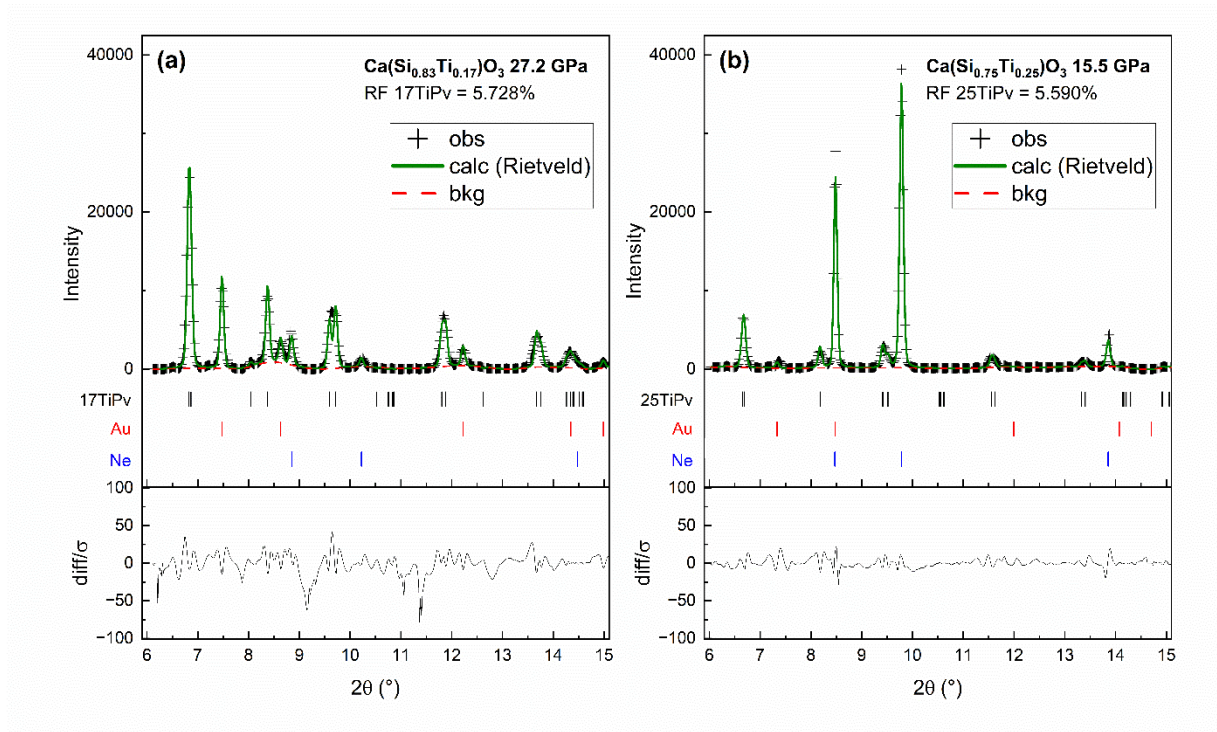 (a)
Ca(Si0.83Ti0.17)O3 27.2 GPa
RF 17TiPv = 5.728%
obs
calc (Rietveld)
bkg
40000
20000
0
Intensity
17TiPv
Au
Ne
100
50
0
−50
−100
diff/σ
6 7 8 9 10 11 12 13 14 15
2θ (°)
(b)
Ca(Si0.75Ti0.25)O3 15.5 GPa
RF 25TiPv = 5.590%
obs
calc (Rietveld)
bkg
40000
20000
0
Intensity
25TiPv
Au
Ne
100
50
0
−50
−100
diff/σ
6 7 8 9 10 11 12 13 14 15
2θ (°)